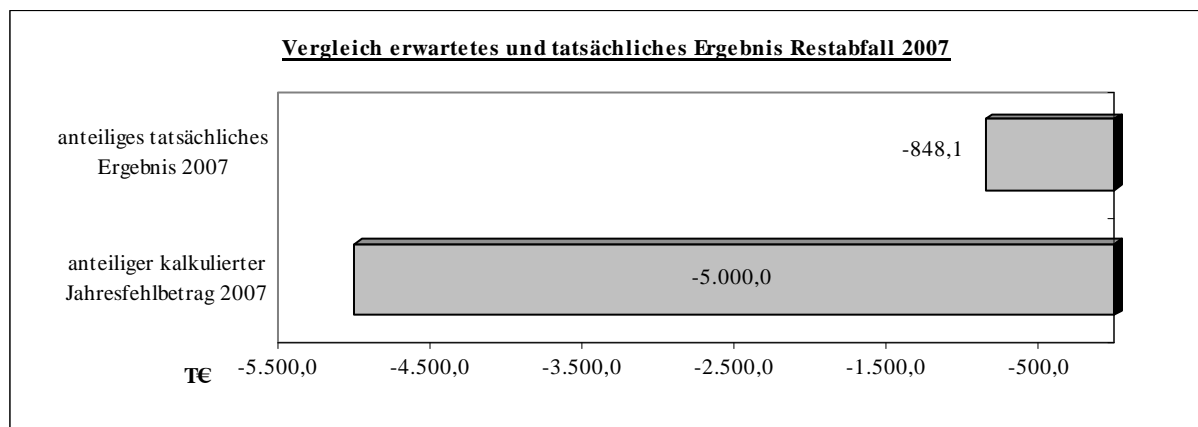 Vergleich erwartetes und tatsächliches Ergebnis Restabfall 2007
anteiliges tatsächliches
Ergebnis 2007
-848,1
anteiliger kalkulierter
Jahresfehlbetrag 2007
-5.000,0
T€
-5.500,0 -4.500,0 -3.500,0 -2.500,0 -1.500,0 -500,0